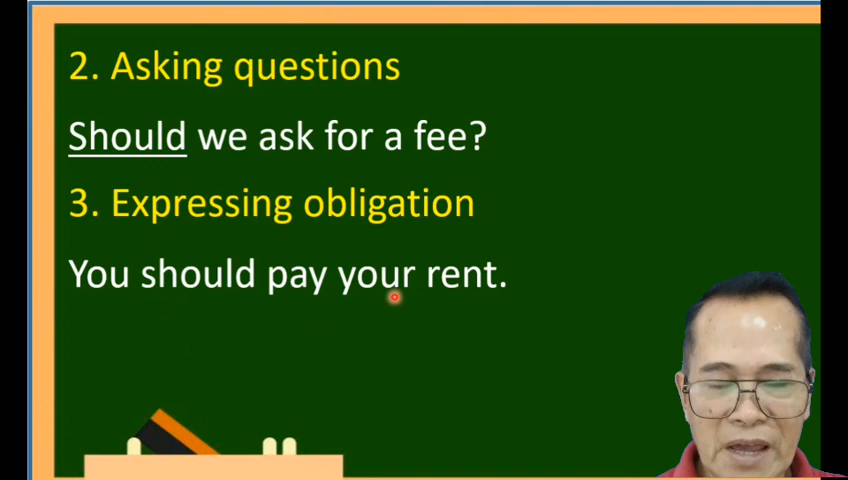 2. Asking questions
Should we ask for a fee?
3. Expressing obligation
You should pay your rent.